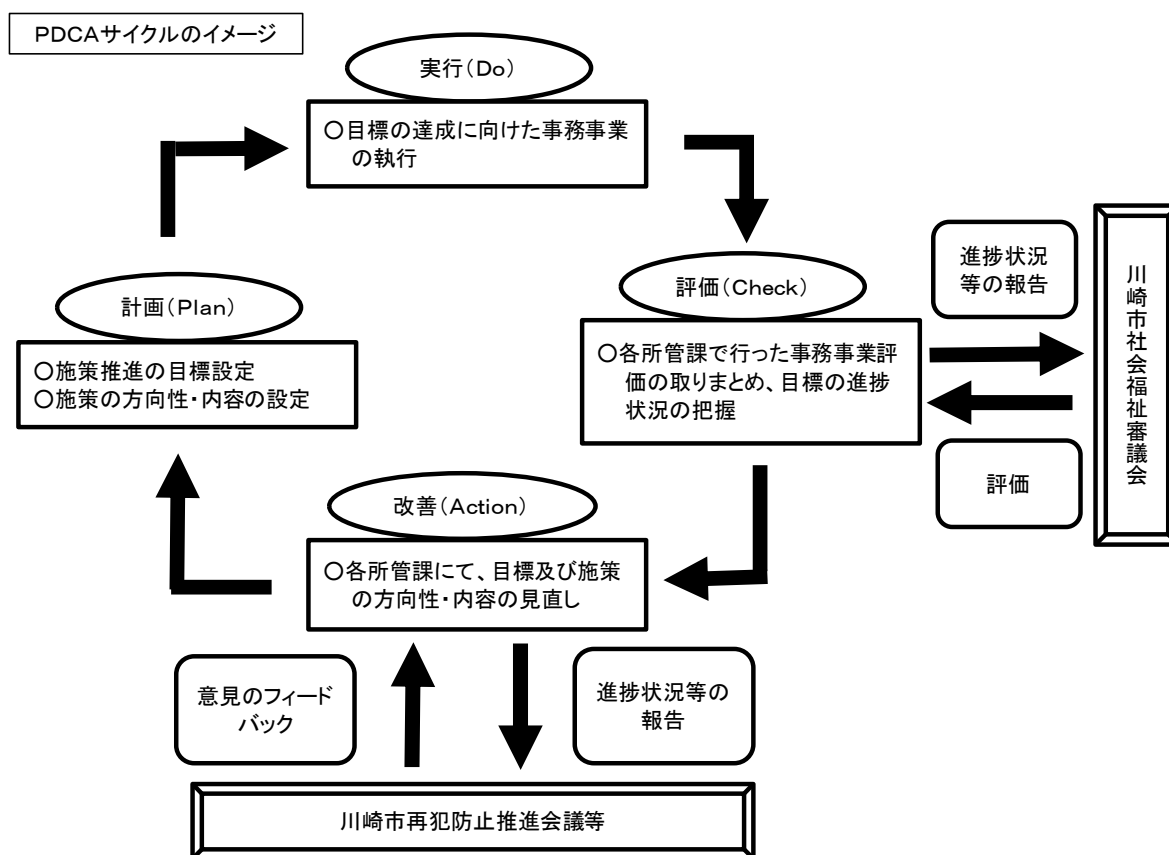 PDCAサイクルのイメージ
実行(Do)
○目標の達成に向けた事務事業
の執行
計画(Plan)
○施策推進の目標設定
○施策の方向性・内容の設定
評価(Check)
○各所管課で行った事務事業評
価の取りまとめ、目標の進捗
状況の把握
進捗状況
等の報告
評価
川崎市社会福祉審議会
改善(Action)
○各所管課にて、目標及び施策
の方向性・内容の見直し
意見のフィード
バック
進捗状況等の
報告
川崎市再犯防止推進会議等